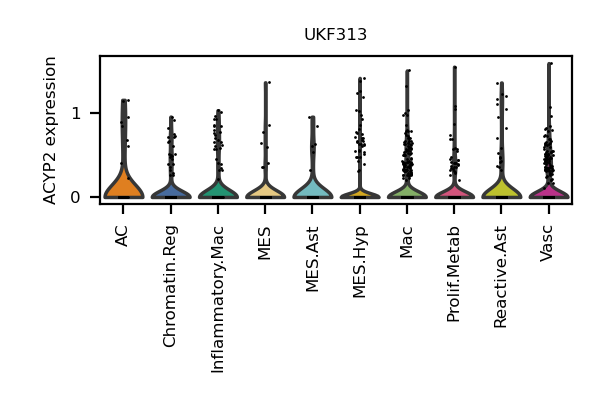 UKF313
ACYP2 expression
1
0
AC
Chromatin.Reg
Inflammatory.Mac
MES
MES.Ast
MES.Hyp
Mac
Prolif.Metab
Reactive.Ast
Vasc